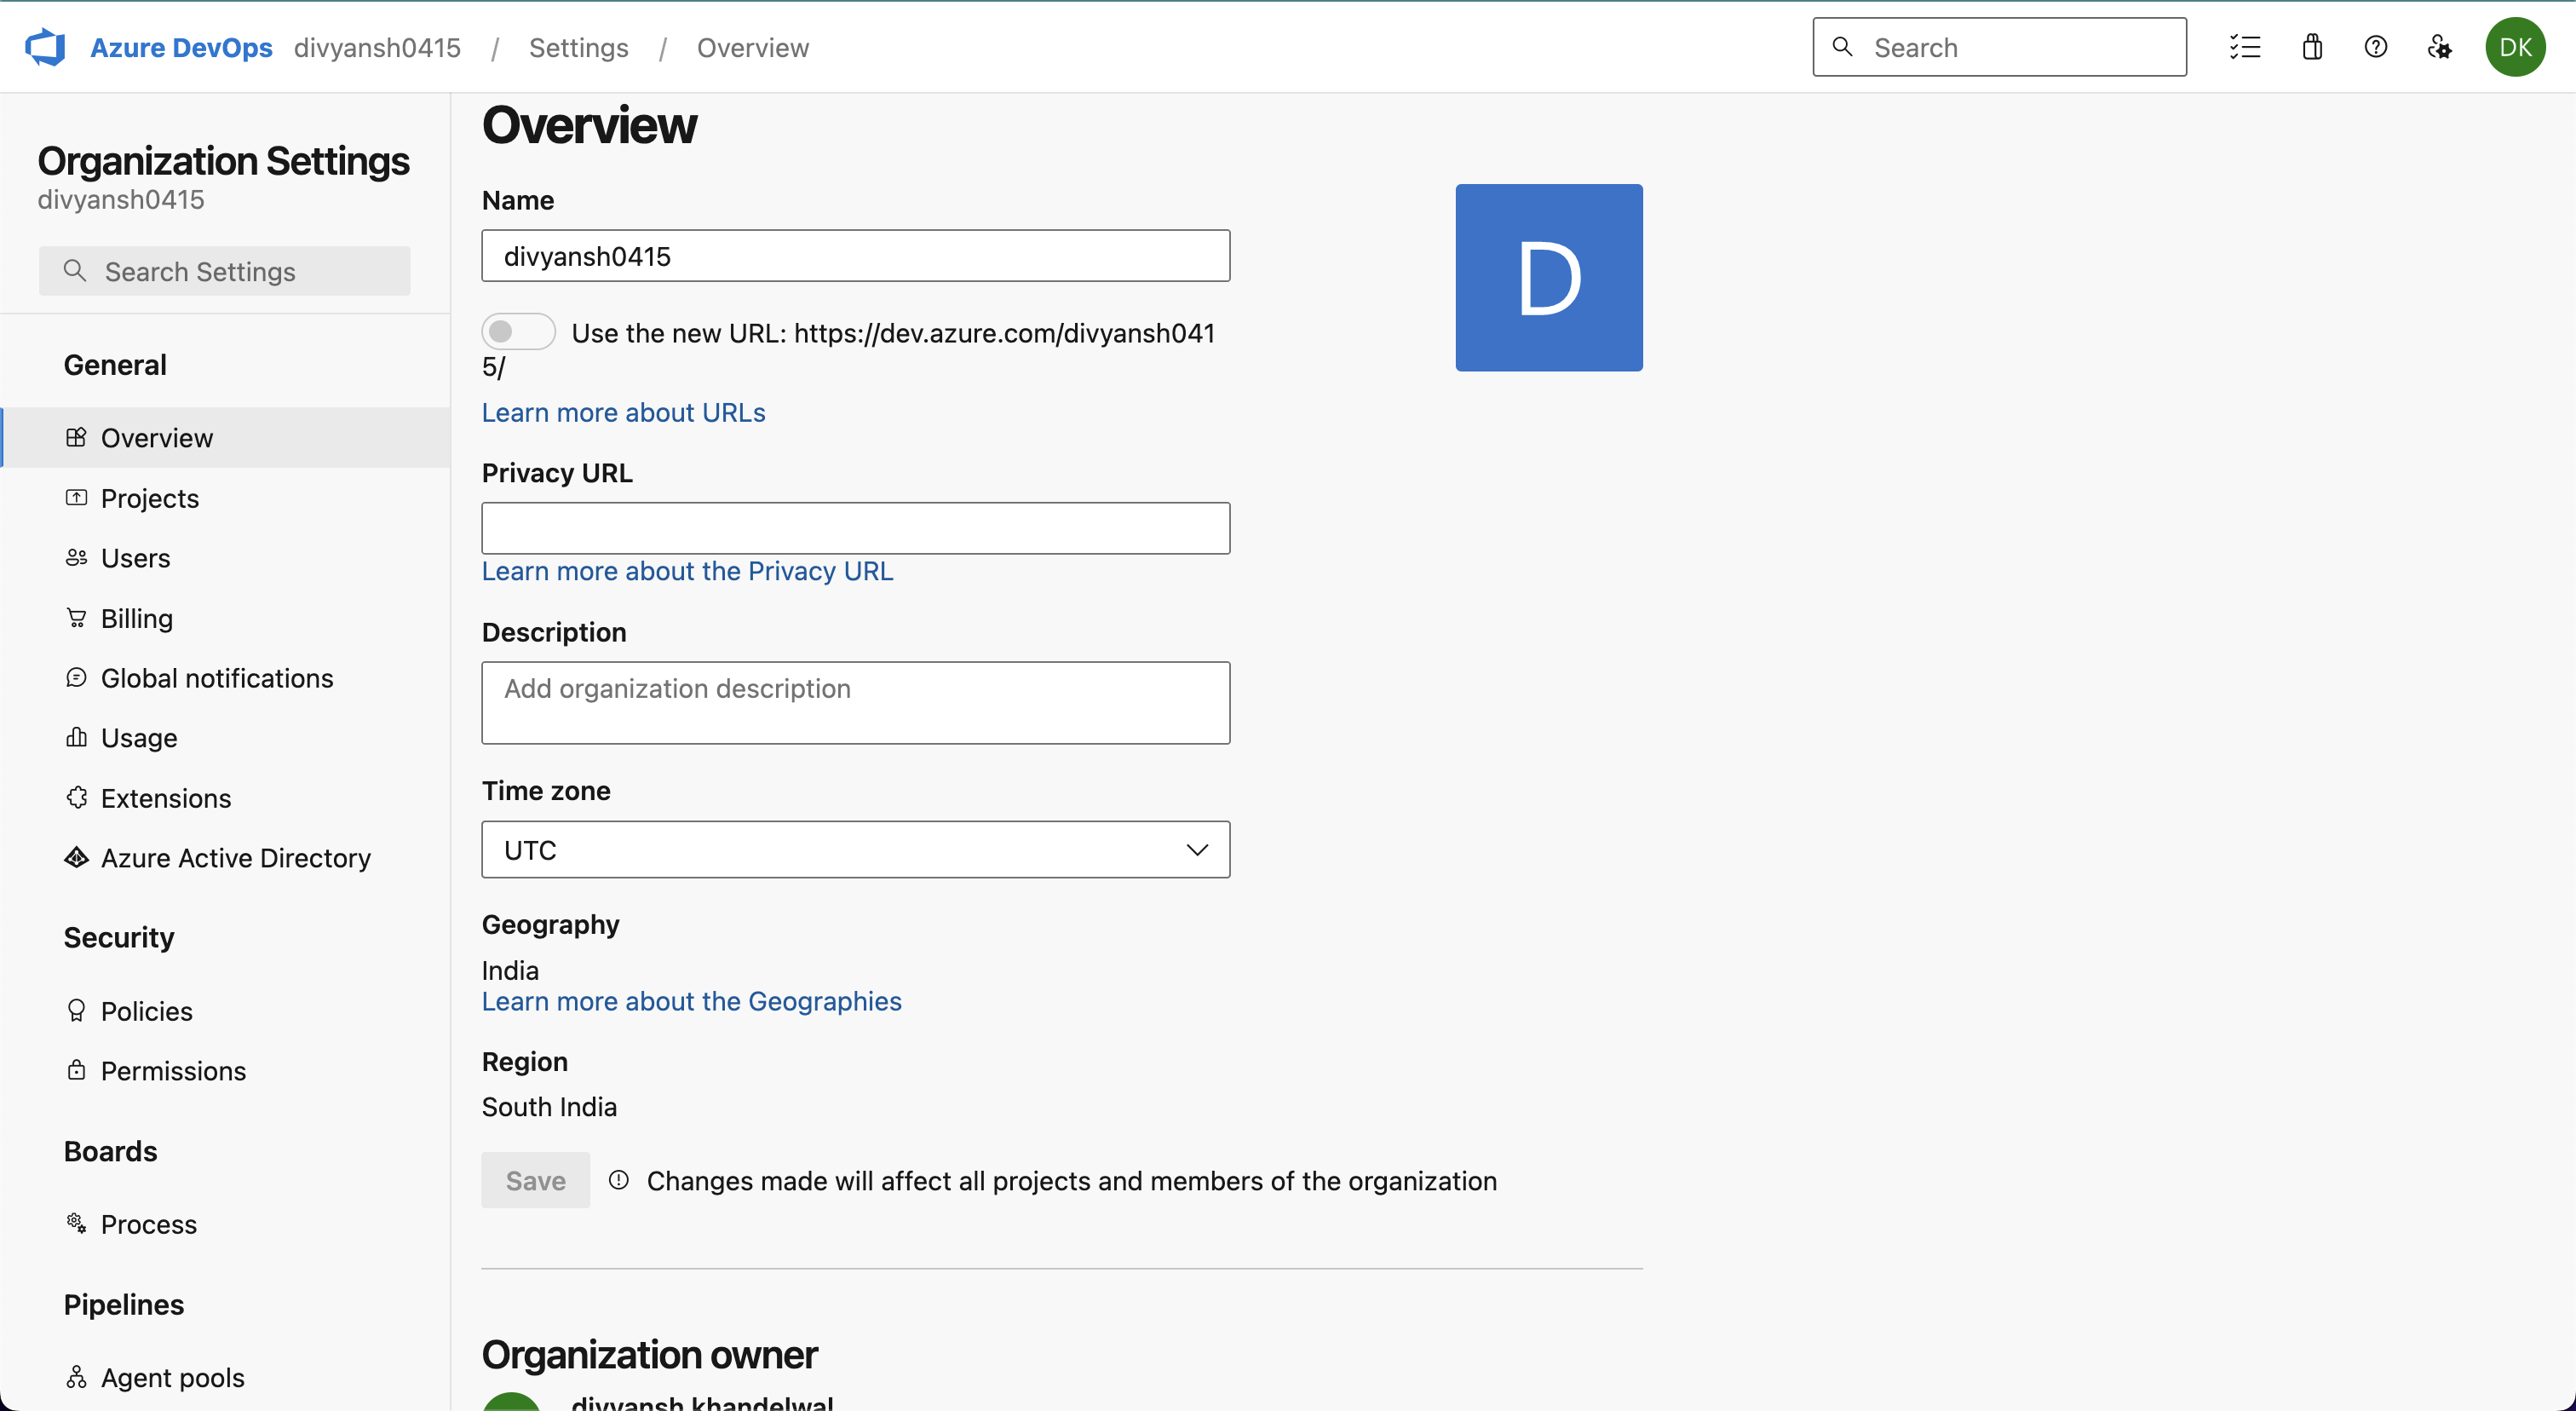 Azure DevOps divyansh0415 / Settings / Overview
Search
DK
Organization Settings
divyansh0415
Search Settings
General
Overview
Projects
Users
Billing
Global notifications
Usage
Extensions
Azure Active Directory
Security
Policies
Permissions
Boards
Process
Pipelines
Agent pools
Overview
Name
divyansh0415
D
Use the new URL: https://dev.azure.com/divyansh041
5/
Learn more about URLs
Privacy URL
Learn more about the Privacy URL
Description
Add organization description
Time zone
UTC
Geography
India
Learn more about the Geographies
Region
South India
Save
Changes made will affect all projects and members of the organization
Organization owner
divyansh khandelwal